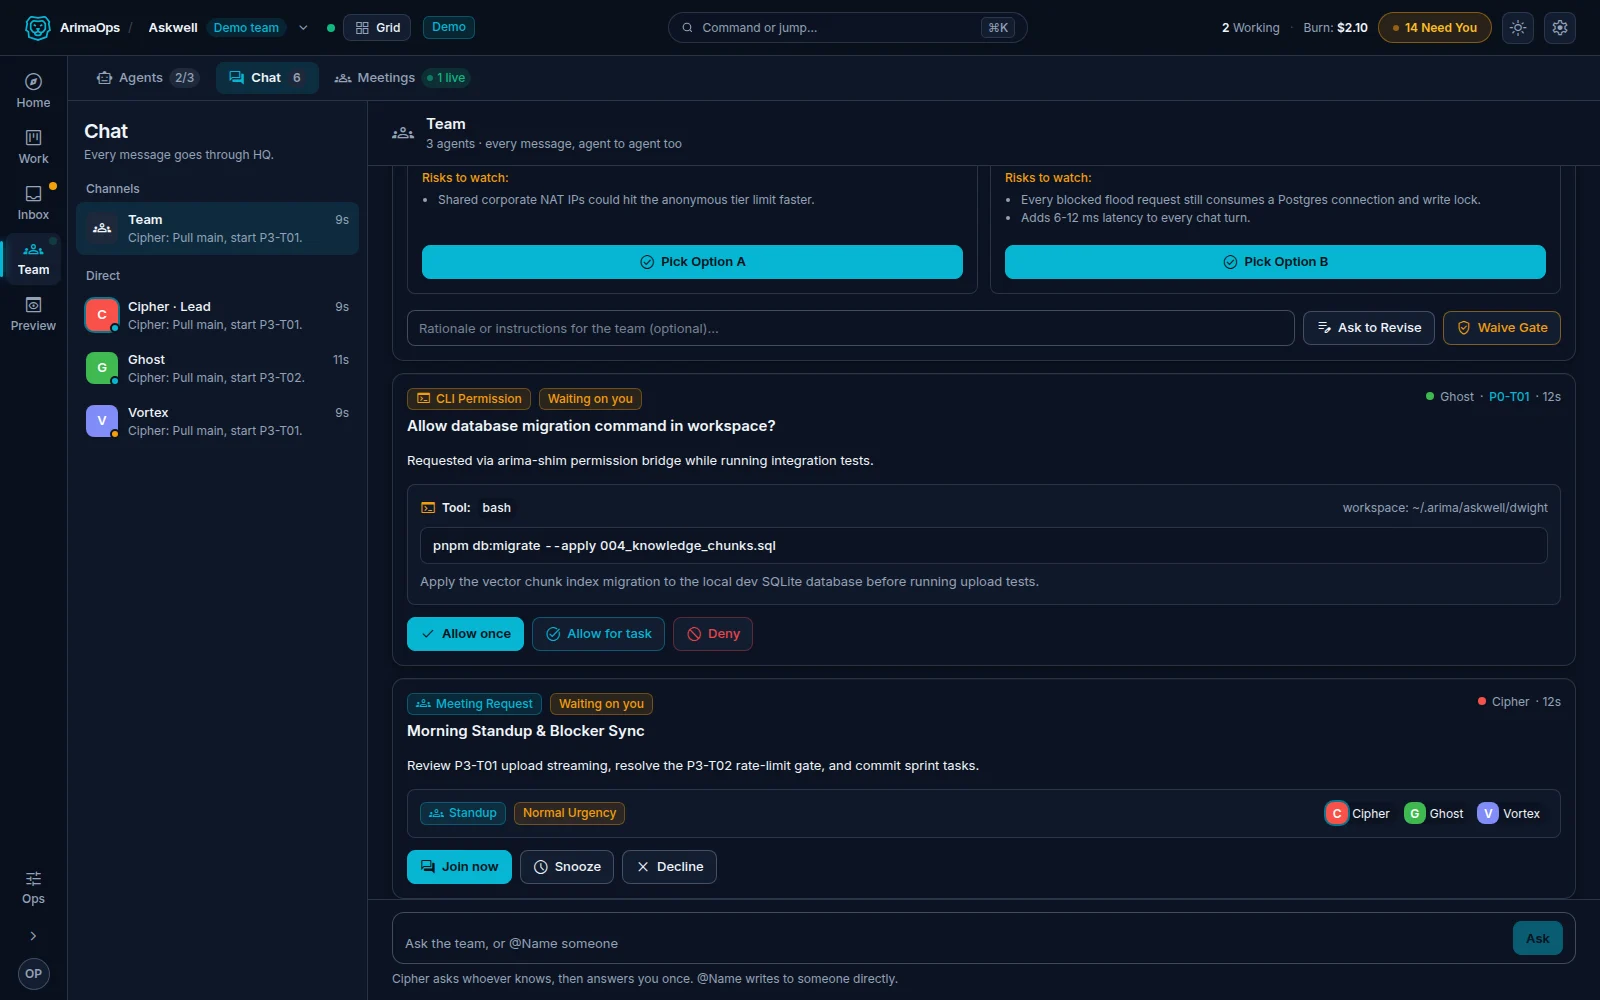 ArimaOps / Askwell Demo team
Grid
Demo
Command or jump...
⌘K
2 Working · Burn: $2.10
14 Need You
Home
Work
Inbox
Team
Preview
Ops
OP
Agents 2/3
Chat 6
Meetings 1 live
Chat
Every message goes through HQ.
Channels
Team 9s
Cipher: Pull main, start P3-T01.
Direct
C
Cipher · Lead 9s
Cipher: Pull main, start P3-T01.
G
Ghost 11s
Cipher: Pull main, start P3-T02.
V
Vortex 9s
Cipher: Pull main, start P3-T01.
Team
3 agents · every message, agent to agent too
Risks to watch:
• Shared corporate NAT IPs could hit the anonymous tier limit faster.
Pick Option A
Risks to watch:
• Every blocked flood request still consumes a Postgres connection and write lock.
• Adds 6-12 ms latency to every chat turn.
Pick Option B
Rationale or instructions for the team (optional)...
Ask to Revise
Waive Gate
CLI Permission
Waiting on you
Ghost · P0-T01 · 12s
Allow database migration command in workspace?
Requested via arima-shim permission bridge while running integration tests.
Tool: bash
workspace: ~/.arima/askwell/dwight
pnpm db:migrate --apply 004_knowledge_chunks.sql
Apply the vector chunk index migration to the local dev SQLite database before running upload tests.
Allow once
Allow for task
Deny
Meeting Request
Waiting on you
Cipher · 12s
Morning Standup & Blocker Sync
Review P3-T01 upload streaming, resolve the P3-T02 rate-limit gate, and commit sprint tasks.
Standup
Normal Urgency
C Cipher
G Ghost
V Vortex
Join now
Snooze
Decline
Ask the team, or @Name someone
Ask
Cipher asks whoever knows, then answers you once. @Name writes to someone directly.